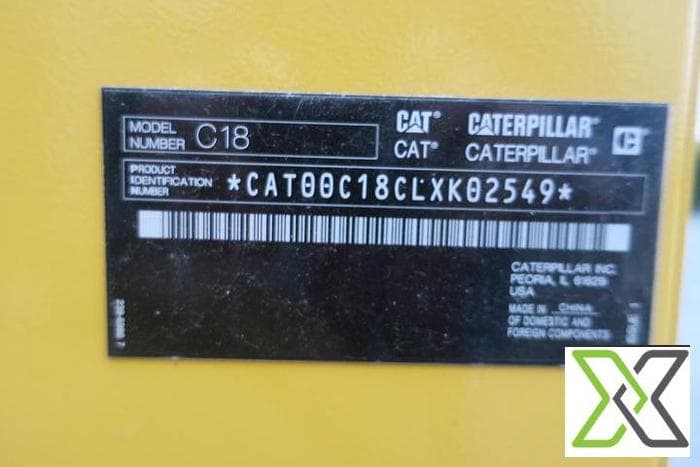 MODEL NUMBER C18
CAT® CATERPILLAR® C
CAT® CATERPILLAR®
PRODUCT IDENTIFICATION NUMBER *CAT00C18CLXK02549*
CATERPILLAR INC.
PEORIA, IL 61629
USA
MADE IN CHINA
OF DOMESTIC AND
FOREIGN COMPONENTS